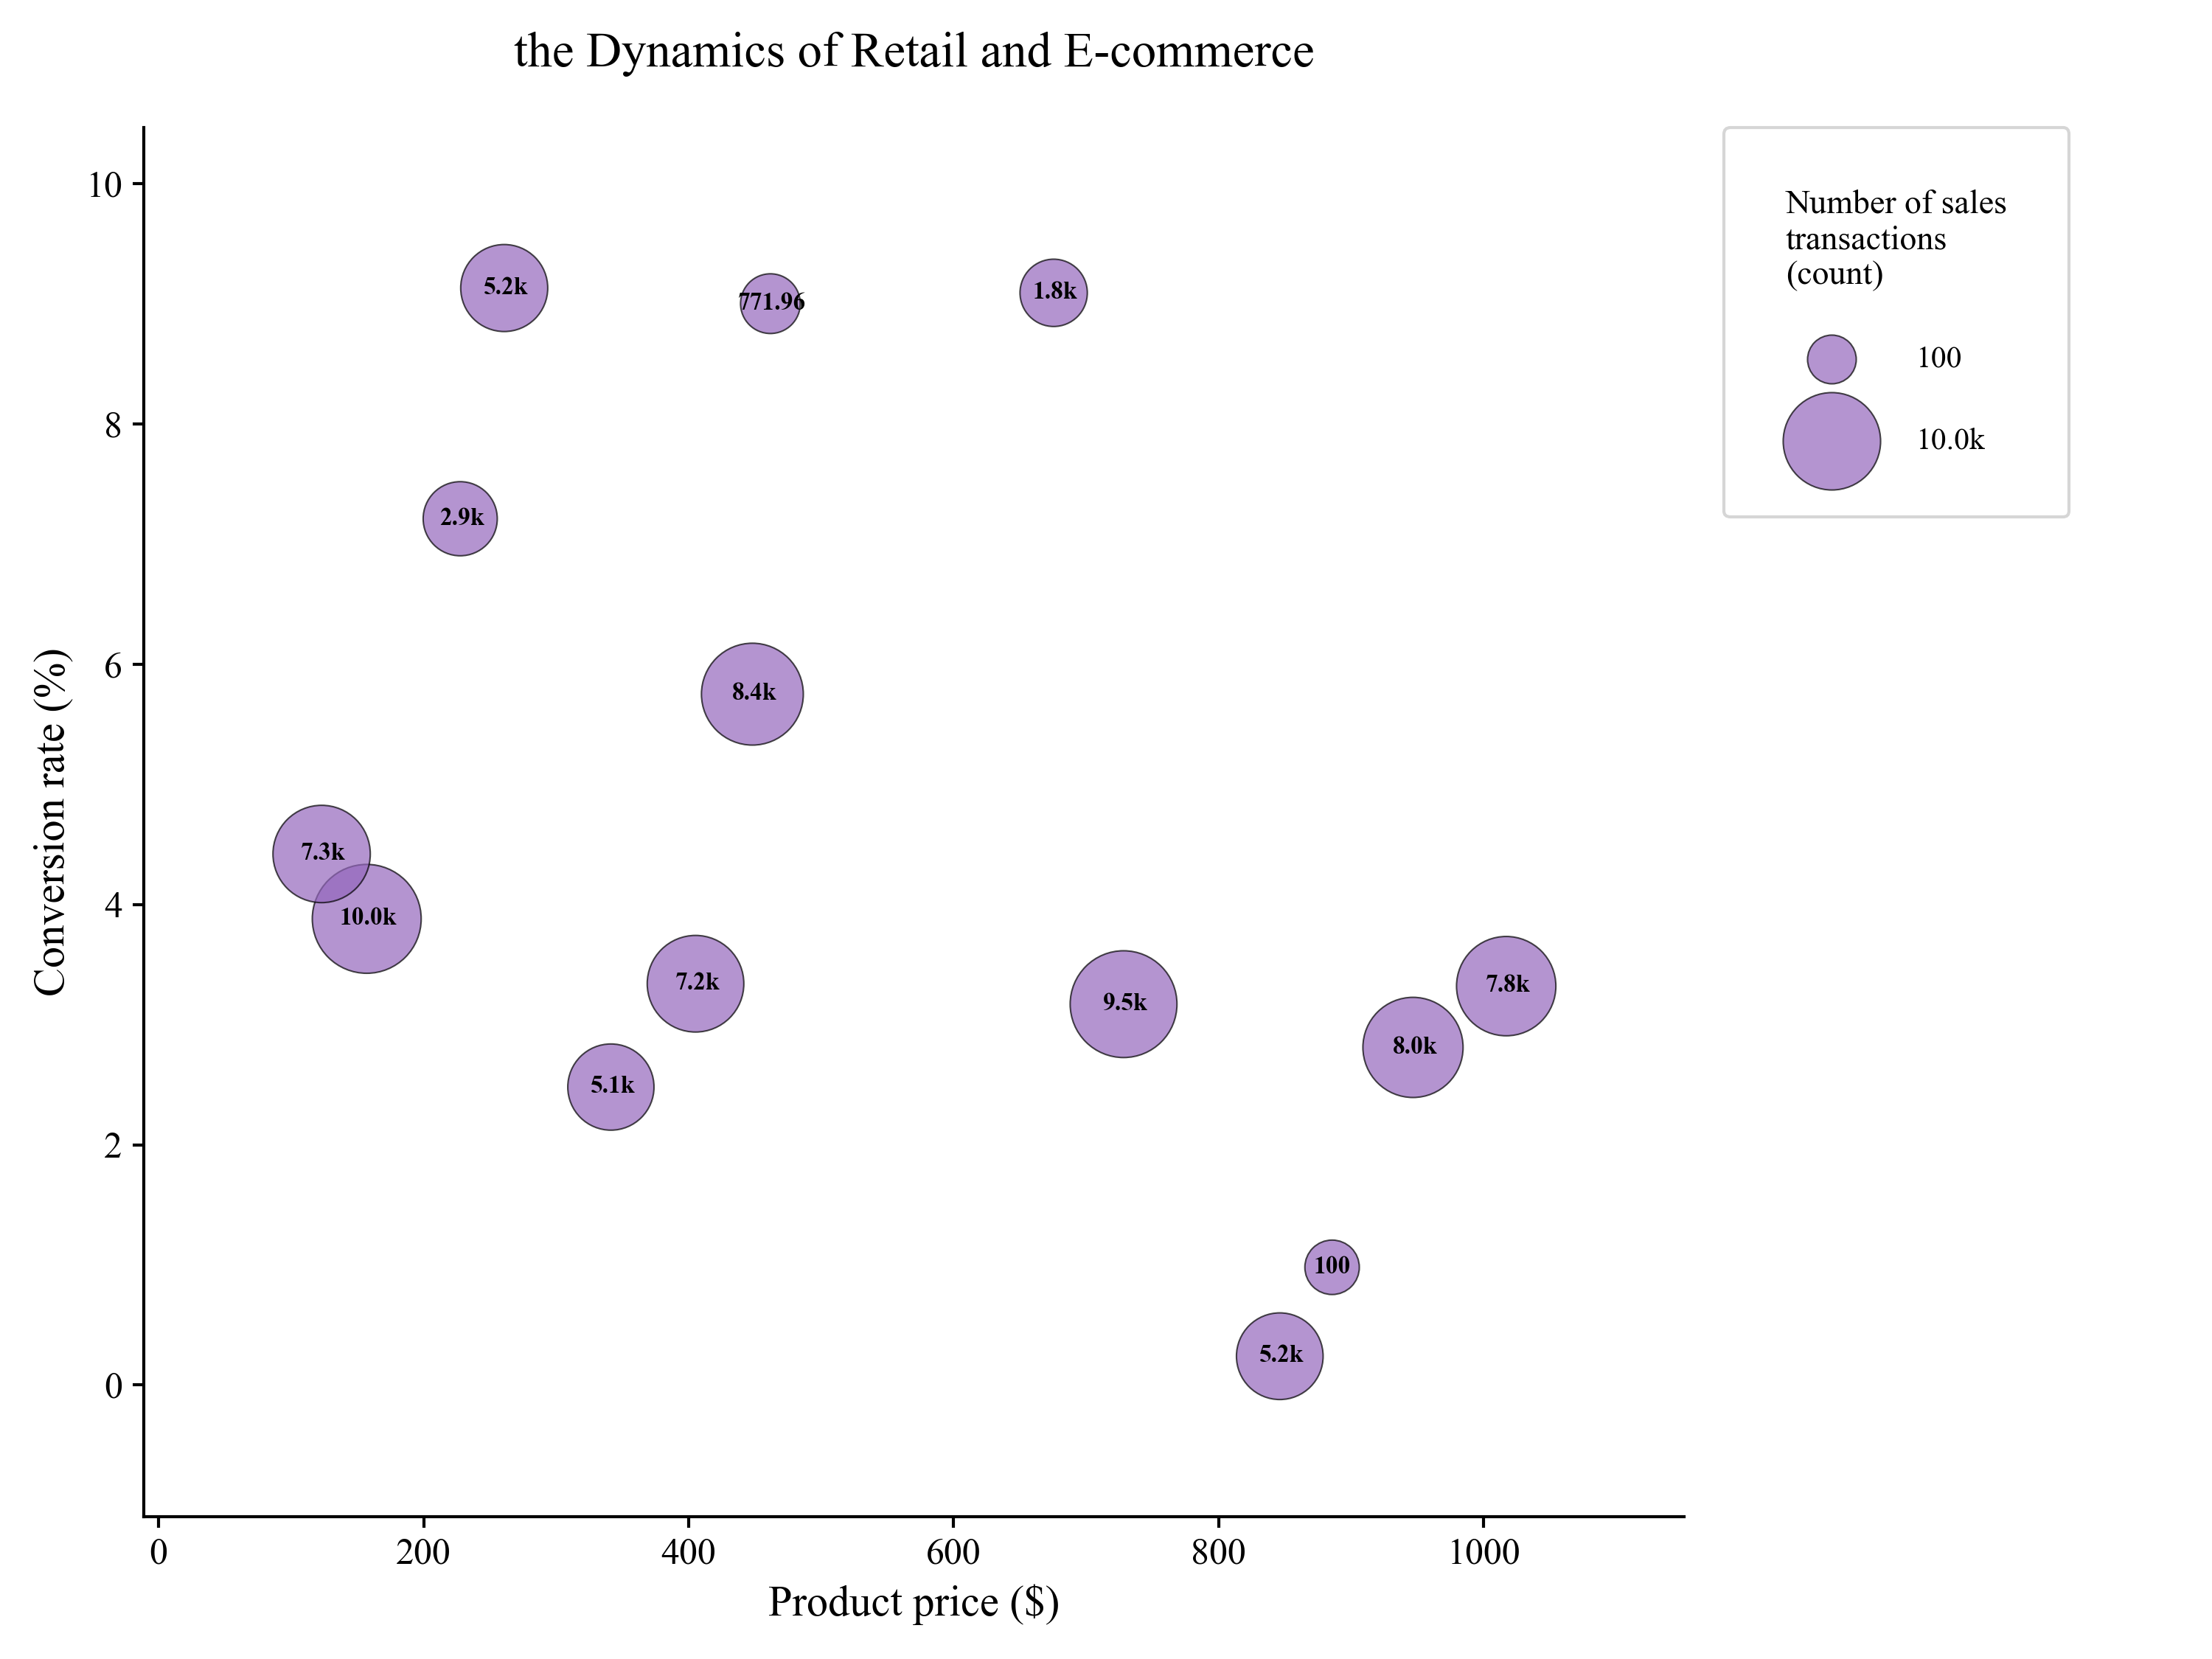 the Dynamics of Retail and E-commerce
Conversion rate (%)
10
8
6
4
2
0
5.2k
771.96
1.8k
2.9k
8.4k
7.3k
10.0k
7.2k
9.5k
7.8k
8.0k
5.1k
100
5.2k
0
200
400
600
800
1000
Product price ($)
Number of sales
transactions
(count)
100
10.0k